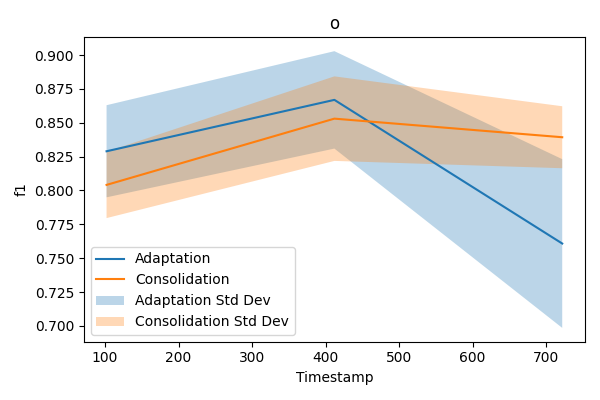 o
0.900
0.875
0.850
0.825
0.800
0.775
0.750
0.725
0.700
f1
Adaptation
Consolidation
Adaptation Std Dev
Consolidation Std Dev
100 200 300 400 500 600 700
Timestamp